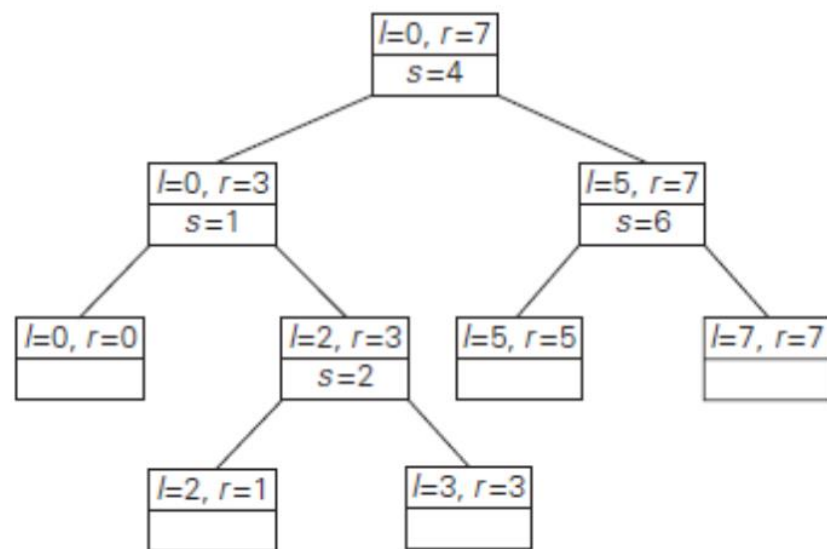 l=0, r=7
s=4
l=0, r=3
s=1
l=5, r=7
s=6
l=0, r=0
l=2, r=3
s=2
l=5, r=5
l=7, r=7
l=2, r=1
l=3, r=3